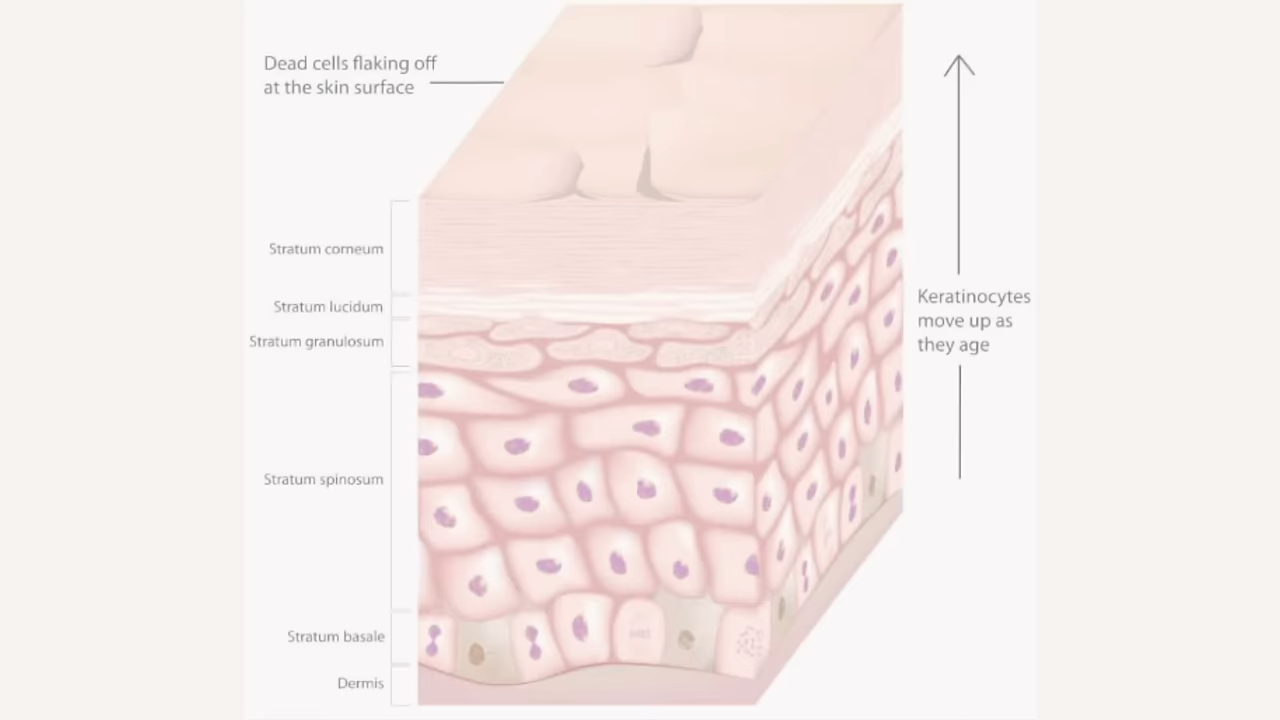 Dead cells flaking off
at the skin surface
Stratum corneum
Stratum lucidum
Stratum granulosum
Stratum spinosum
Stratum basale
Dermis
Keratinocytes
move up as
they age